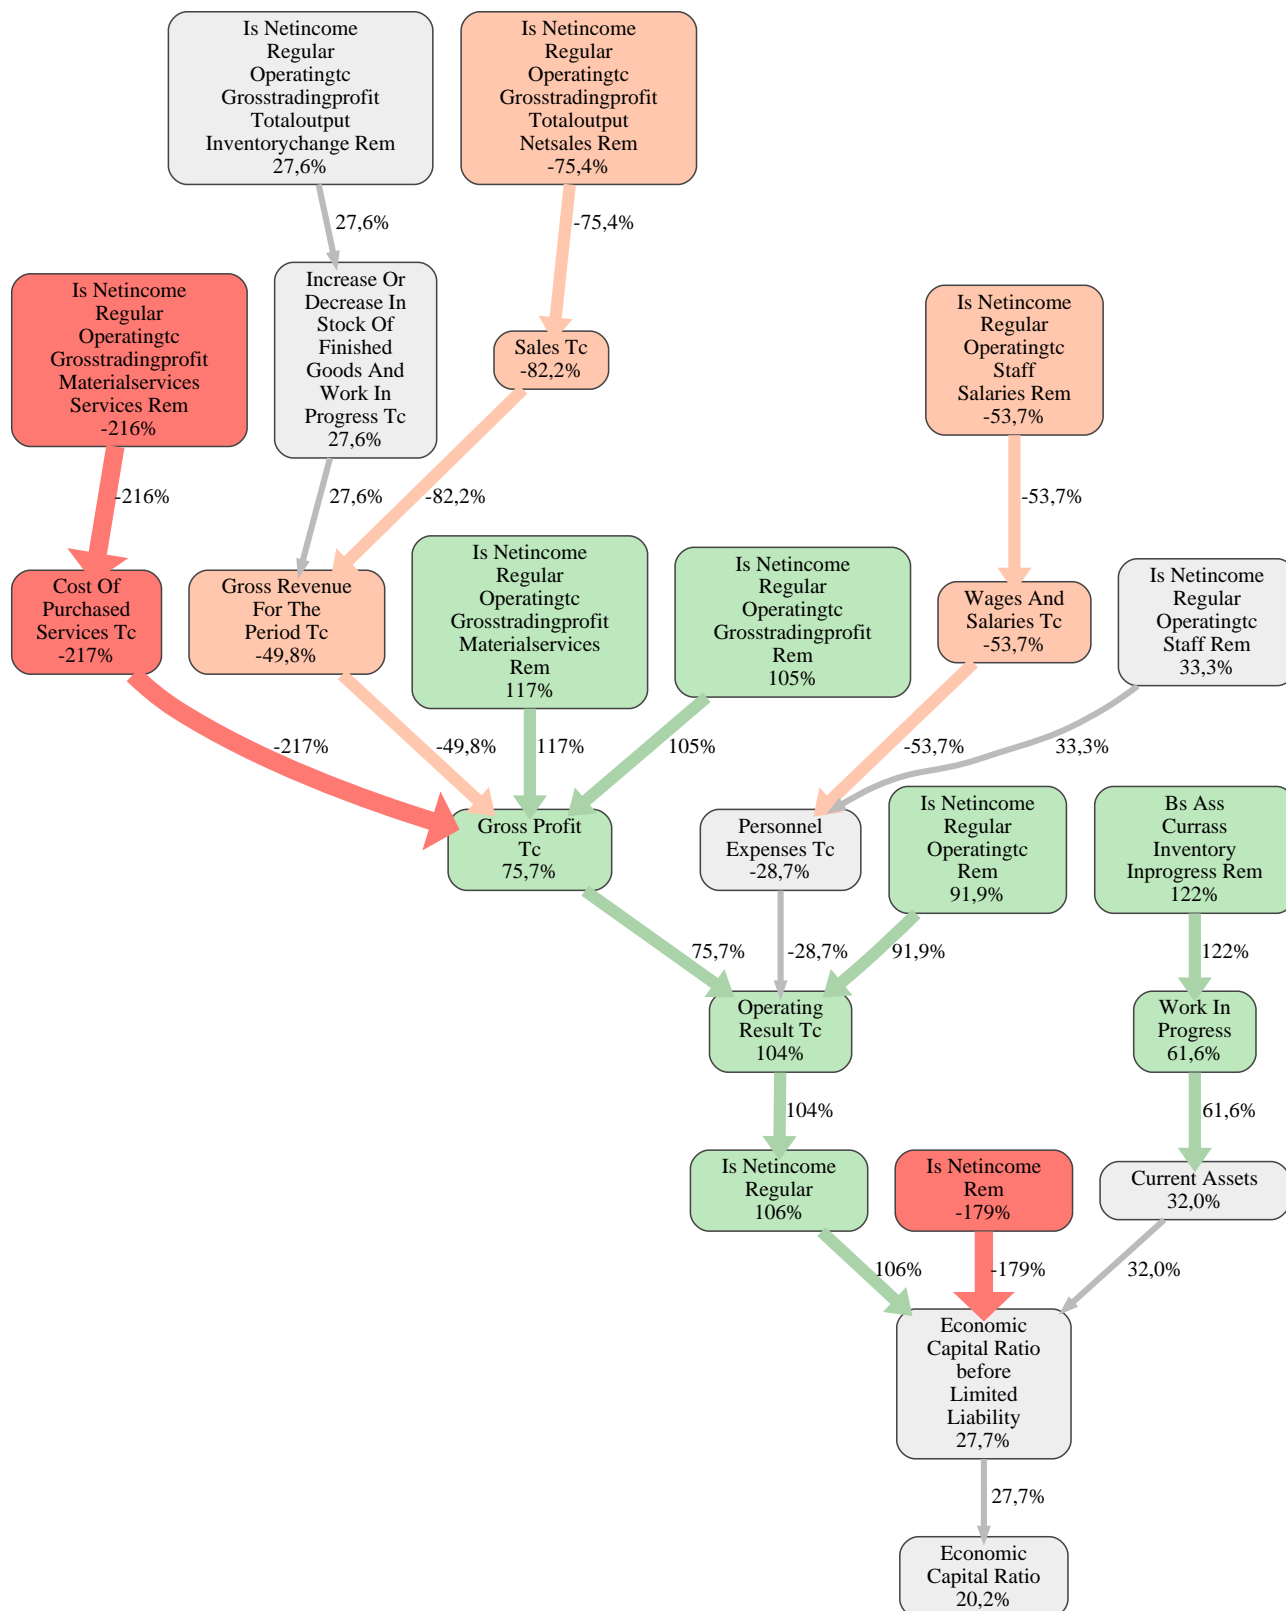 Is Netincome
Regular
Operatingtc
Grosstradingprofit
Totaloutput
Inventorychange Rem
27,6%
Is Netincome
Regular
Operatingtc
Grosstradingprofit
Totaloutput
Netsales Rem
-75,4%
27,6%
-75,4%
Is Netincome
Regular
Operatingtc
Grosstradingprofit
Materialservices
Services Rem
-216%
Increase Or
Decrease In
Stock Of
Finished
Goods And
Work In
Progress Tc
27,6%
Sales Tc
-82,2%
Is Netincome
Regular
Operatingtc
Staff
Salaries Rem
-53,7%
-216%
27,6%
-82,2%
-53,7%
Cost Of
Purchased
Services Tc
-217%
Gross Revenue
For The
Period Tc
-49,8%
Is Netincome
Regular
Operatingtc
Grosstradingprofit
Materialservices
Rem
117%
Is Netincome
Regular
Operatingtc
Grosstradingprofit
Rem
105%
Wages And
Salaries Tc
-53,7%
Is Netincome
Regular
Operatingtc
Staff Rem
33,3%
-217%
-49,8%
117%
105%
-53,7%
33,3%
Gross Profit
Tc
75,7%
Personnel
Expenses Tc
-28,7%
Is Netincome
Regular
Operatingtc
Rem
91,9%
Bs Ass
Currass
Inventory
Inprogress Rem
122%
75,7%
-28,7%
91,9%
122%
Operating
Result Tc
104%
Work In
Progress
61,6%
104%
61,6%
Is Netincome
Regular
106%
Is Netincome
Rem
-179%
Current Assets
32,0%
106%
-179%
32,0%
Economic
Capital Ratio
before
Limited
Liability
27,7%
27,7%
Economic
Capital Ratio
20,2%